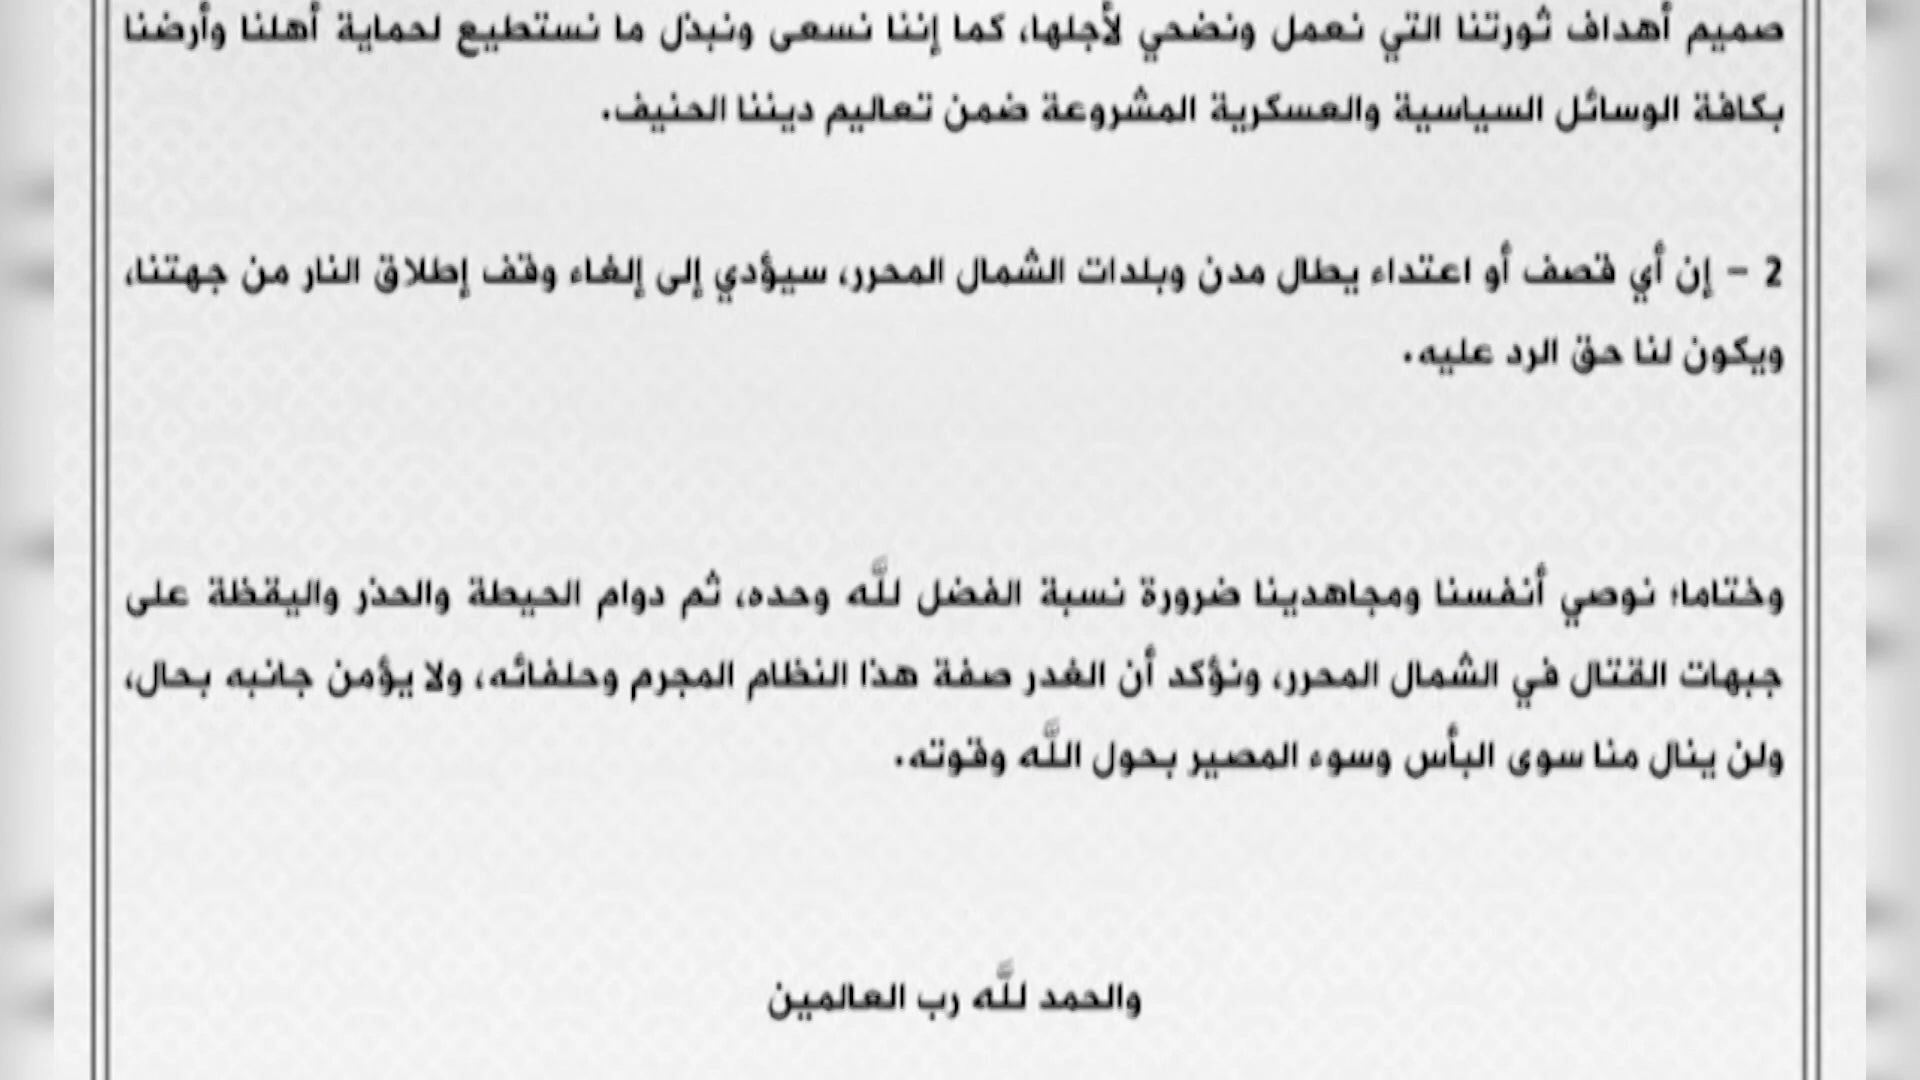 صميم أهداف ثورتنا التي نعمل ونضحي لأجلها، كما إننا نسعى ونبذل ما نستطيع لحماية أهلنا وأرضنا
بكافة الوسائل السياسية والعسكرية المشروعة ضمن تعاليم ديننا الحنيف.
2 - إن أي قصف أو اعتداء يطال مدن وبلدات الشمال المحرر، سيؤدي إلى إلغاء وقف إطلاق النار من جهتنا،
ويكون لنا حق الرد عليه.
وختاما؛ نوصي أنفسنا ومجاهدينا ضرورة نسبة الفضل لله وحده، ثم دوام الحيطة والحذر واليقظة على
جبهات القتال في الشمال المحرر، ونؤكد أن الغدر صفة هذا النظام المجرم وحلفائه، ولا يؤمن جانبه بحال،
ولن ينال منا سوى البأس وسوء المصير بحول الله وقوته.
والحمد لله رب العالمين